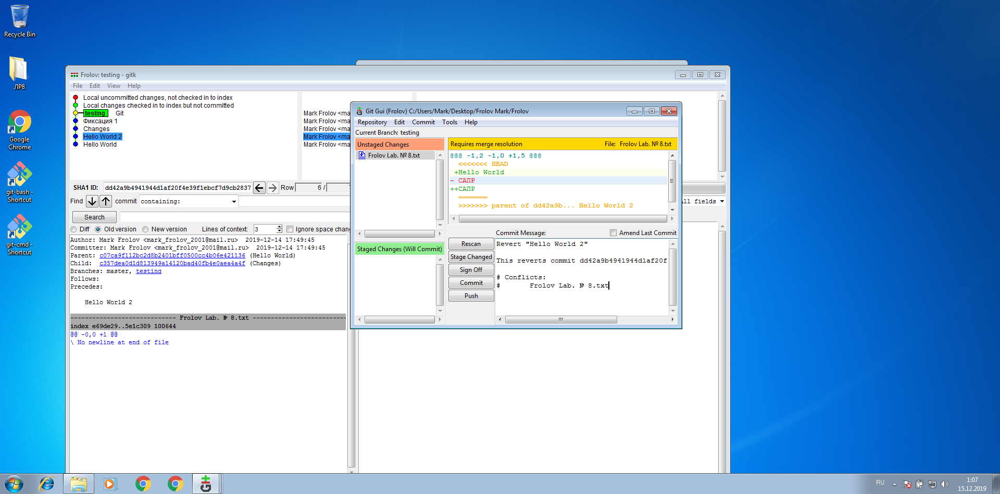 Recycle Bin
ЛР8
Google
Chrome
git-bash -
Shortcut
git-cmd -
Shortcut
Frolov: testing - gitk
File Edit View Help
Local uncommitted changes, not checked in to index
Local changes checked in to index but not committed
testing Git
Mark Frolov <ma
Фиксация 1
Mark Frolov <ma
Changes
Mark Frolov <ma
Hello World 2
Mark Frolov <ma
Hello World
Mark Frolov <ma
SHA1 ID: dd42a9b4941944d1af20f4e39f1ebcf7d9cb2837 Row 6 /
Find commit containing:
All fields
Search
Diff Old version New version Lines of context: 3 Ignore space chang
Author: Mark Frolov <mark_frolov_2001@mail.ru> 2019-12-14 17:49:45
Committer: Mark Frolov <mark_frolov_2001@mail.ru> 2019-12-14 17:49:45
Parent: c07ca9f112bc2d8b2401bff0500cc4b06e421136 (Hello World)
Child: c357dea0d1d813949a14120bad40fb4e0aea4a4f (Changes)
Branches: master, testing
Follows:
Precedes:
Hello World 2
----------------------------- Frolov Lab. № 8.txt --------------------------
index e69de29..5e1c309 100644
@@ -0,0 +1 @@
\ No newline at end of file
Git Gui (Frolov) C:/Users/Mark/Desktop/Frolov Mark/Frolov
Repository Edit Commit Tools Help
Current Branch: testing
Unstaged Changes
Frolov Lab. № 8.txt
Staged Changes (Will Commit)
Requires merge resolution File: Frolov Lab. № 8.txt
@@@ -1,2 -1,0 +1,5 @@@
<<<<<<< HEAD
+Hello World
- САПР
++САПР
=======
>>>>>>> parent of dd42a9b... Hello World 2
Commit Message: Amend Last Commit
Rescan
Stage Changed
Sign Off
Commit
Push
Revert "Hello World 2"
This reverts commit dd42a9b4941944d1af20f
# Conflicts:
# Frolov Lab. № 8.txt
RU
1:07
15.12.2019